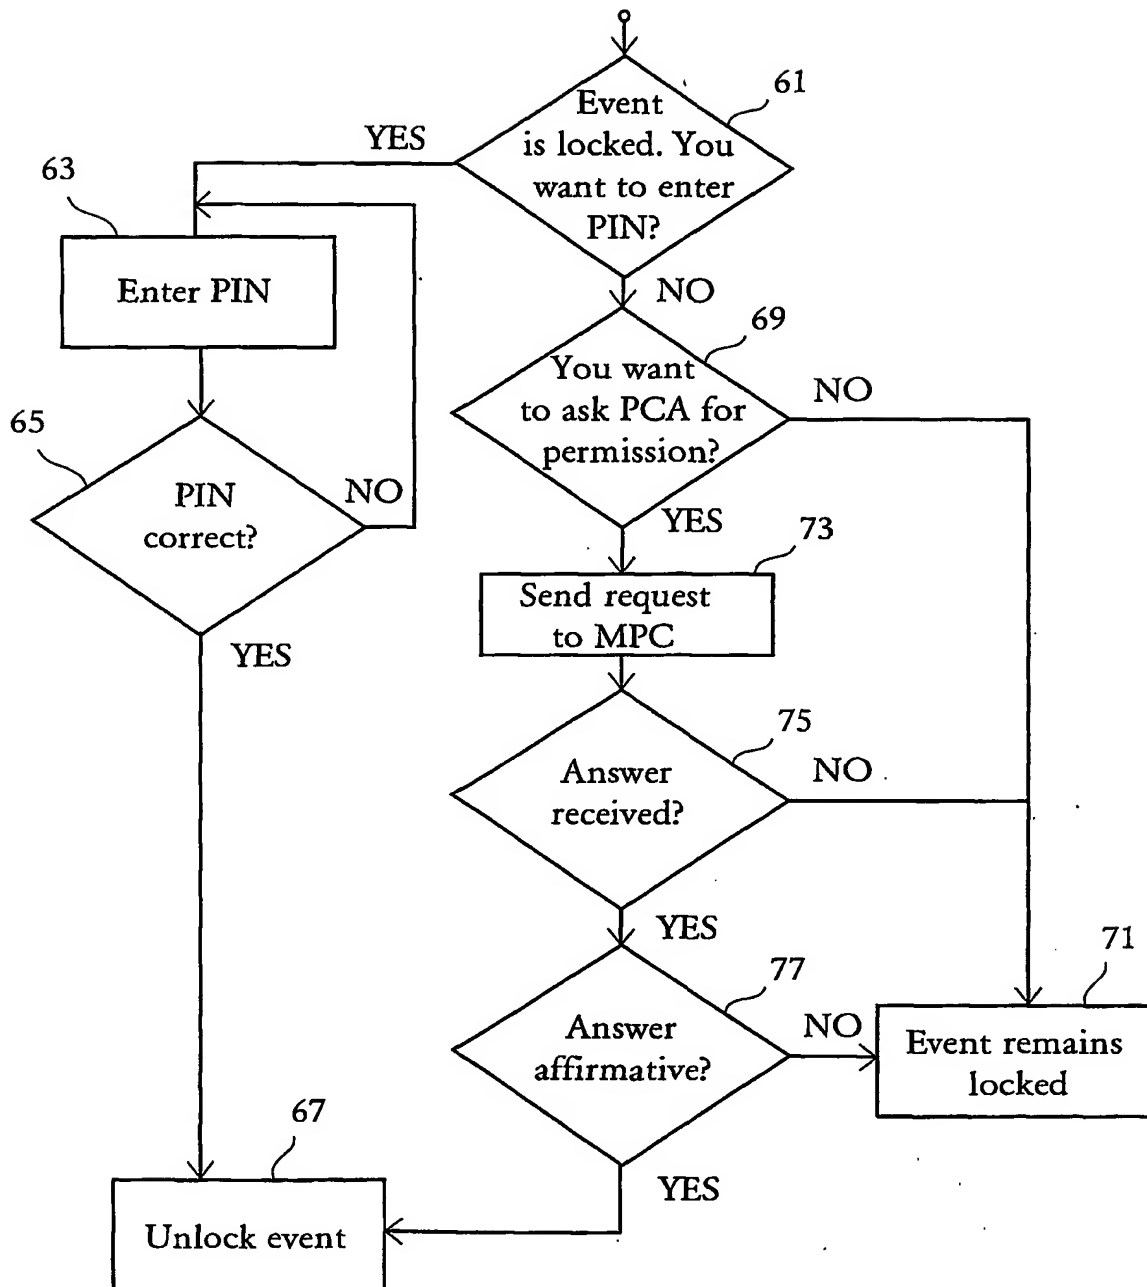 61
Event
is locked. You
want to enter
PIN?
YES
63
Enter PIN
NO
69
You want
to ask PCA for
permission?
NO
65
PIN
correct?
NO
YES
YES
73
Send request
to MPC
75
Answer
received?
NO
YES
77
Answer
affirmative?
NO
71
Event remains
locked
YES
67
Unlock event